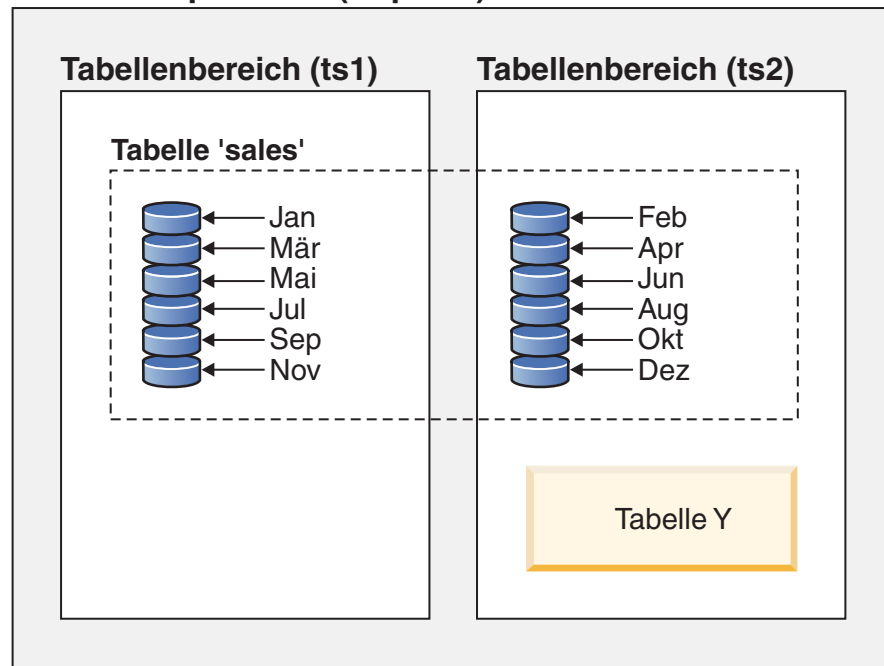 Tabellenbereich (ts1)
Tabellenbereich (ts2)
Tabelle 'sales'
Jan
Mär
Mai
Jul
Sep
Nov
Feb
Apr
Jun
Aug
Okt
Dez
Tabelle Y